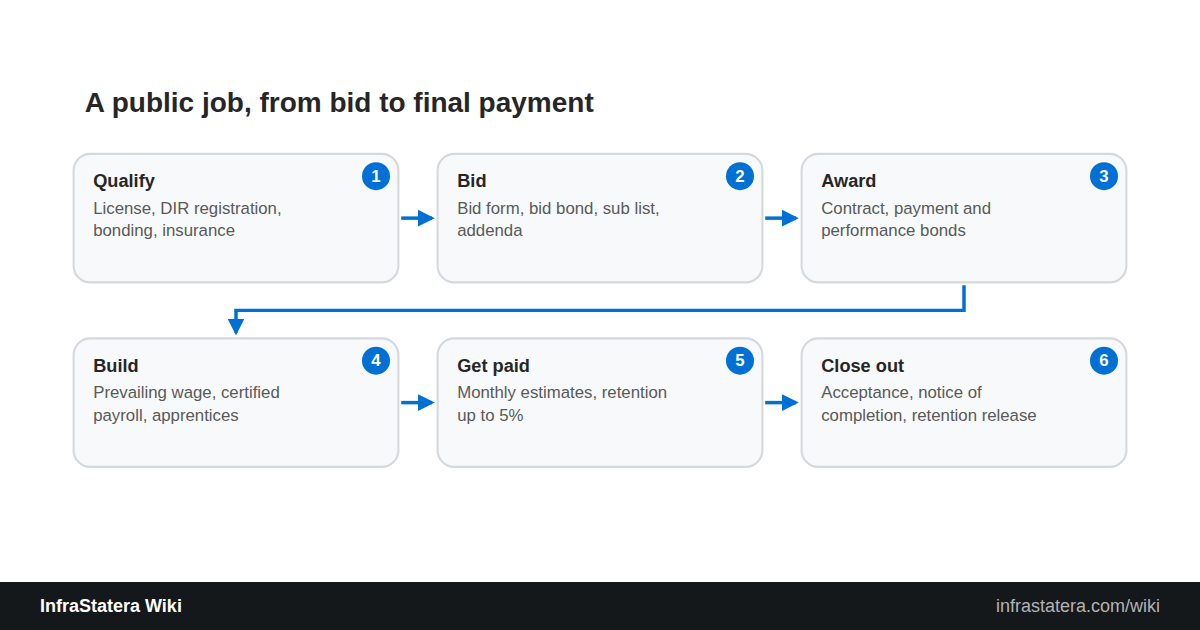 A public job, from bid to final payment
Qualify
1
License, DIR registration,
bonding, insurance
Bid
2
Bid form, bid bond, sub list,
addenda
Award
3
Contract, payment and
performance bonds
Build
4
Prevailing wage, certified
payroll, apprentices
Get paid
5
Monthly estimates, retention
up to 5%
Close out
6
Acceptance, notice of
completion, retention release
InfraStatera Wiki
infrastatera.com/wiki